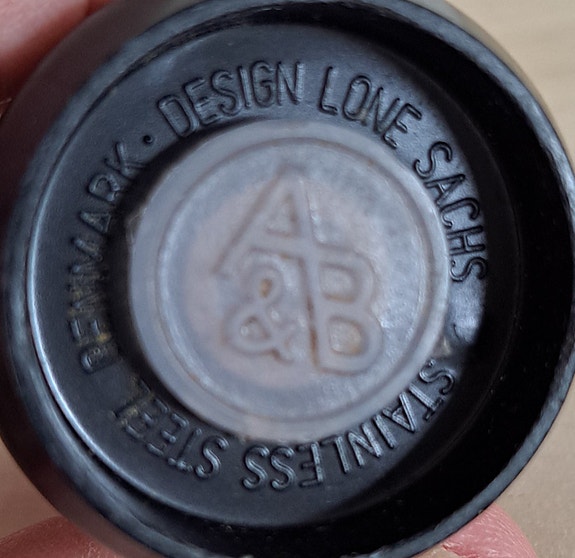 DESIGN LONE SACHS · STAINLESS STEEL DENMARK ·
A&B